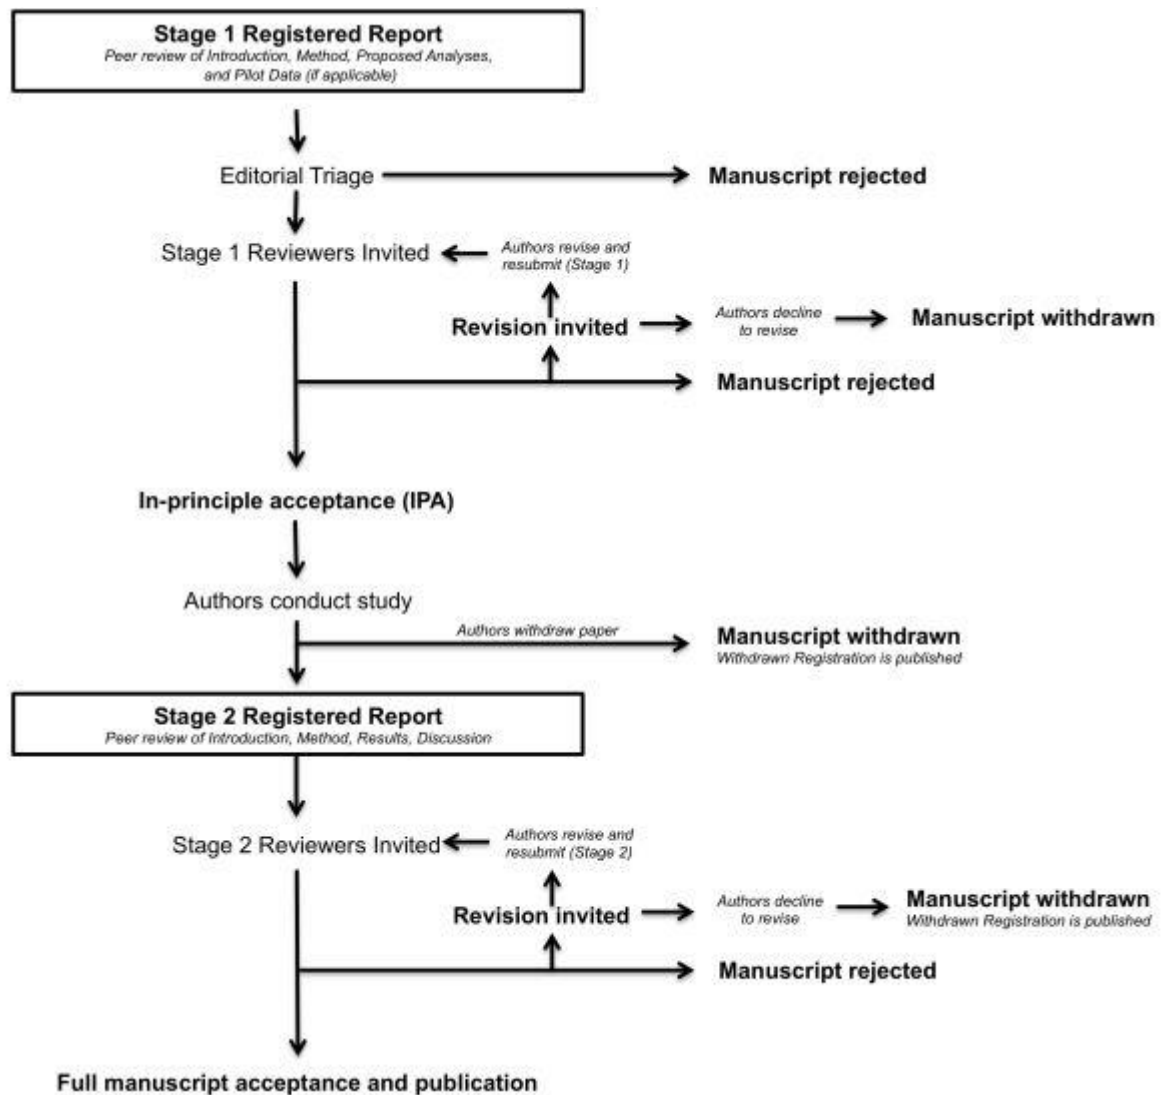 Stage 1 Registered Report
Peer review of Introduction, Method, Proposed Analyses,
and Pilot Data (if applicable)
Editorial Triage
Manuscript rejected
Stage 1 Reviewers Invited
Authors revise and
resubmit (Stage 1)
Revision invited
Authors decline
to revise
Manuscript withdrawn
Manuscript rejected
In-principle acceptance (IPA)
Authors conduct study
Authors withdraw paper
Manuscript withdrawn
Withdrawn Registration is published
Stage 2 Registered Report
Peer review of Introduction, Method, Results, Discussion
Stage 2 Reviewers Invited
Authors revise and
resubmit (Stage 2)
Revision invited
Authors decline
to revise
Manuscript withdrawn
Withdrawn Registration is published
Manuscript rejected
Full manuscript acceptance and publication